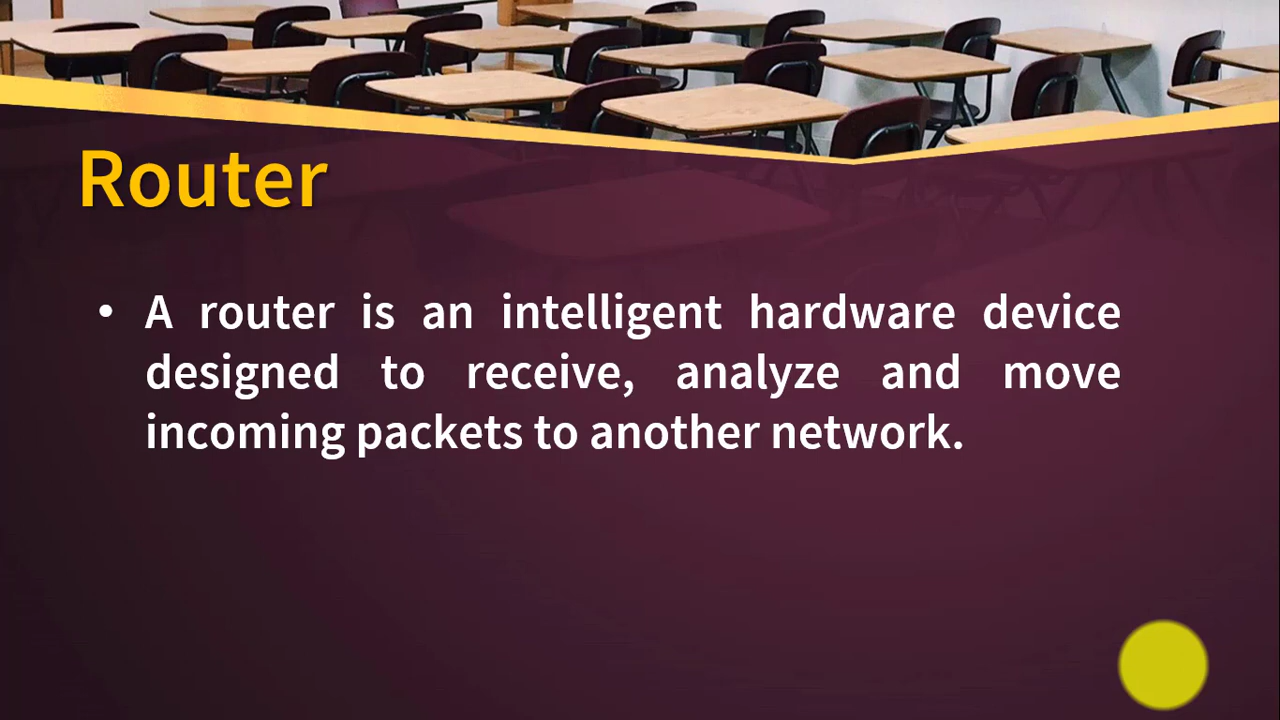 Router
• A router is an intelligent hardware device
designed to receive, analyze and move
incoming packets to another network.